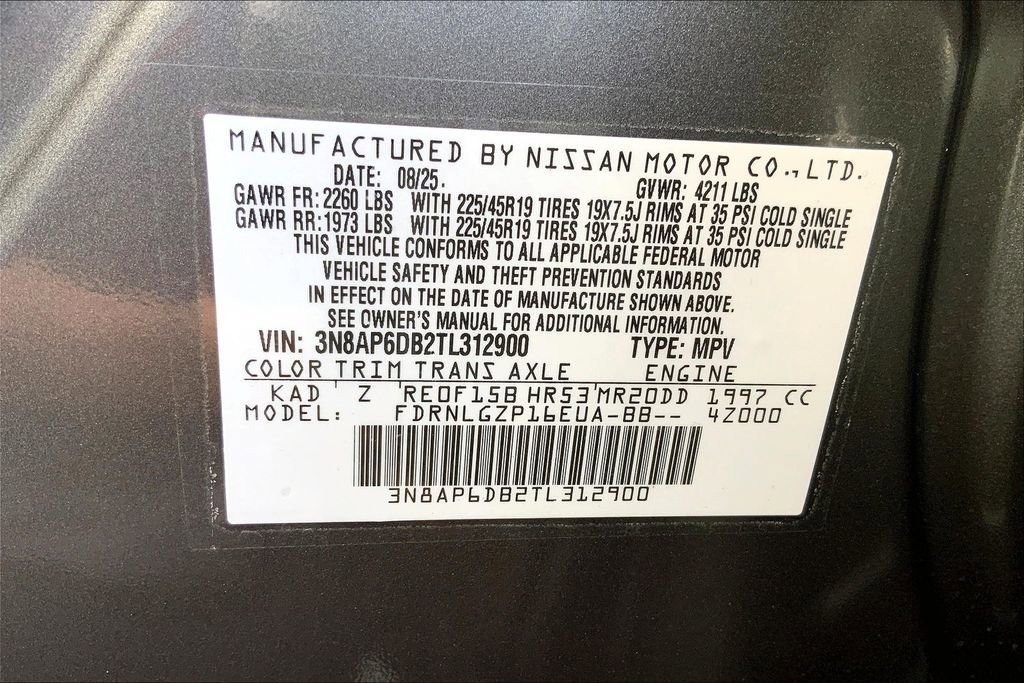 MANUFACTURED BY NISSAN MOTOR CO.,LTD.
DATE: 08/25. GVWR: 4211 LBS
GAWR FR: 2260 LBS WITH 225/45R19 TIRES 19X7.5J RIMS AT 35 PSI COLD SINGLE
GAWR RR: 1973 LBS WITH 225/45R19 TIRES 19X7.5J RIMS AT 35 PSI COLD SINGLE
THIS VEHICLE CONFORMS TO ALL APPLICABLE FEDERAL MOTOR
VEHICLE SAFETY AND THEFT PREVENTION STANDARDS
IN EFFECT ON THE DATE OF MANUFACTURE SHOWN ABOVE.
SEE OWNER'S MANUAL FOR ADDITIONAL INFORMATION.
VIN: 3N8AP6DB2TL312900 TYPE: MPV
COLOR TRIM TRANS AXLE ENGINE
KAD Z RE0F15B HR53 MR20DD 1997 CC
MODEL: FDRNLGZP16EUA-BB-- 4Z000
3N8AP6DB2TL312900